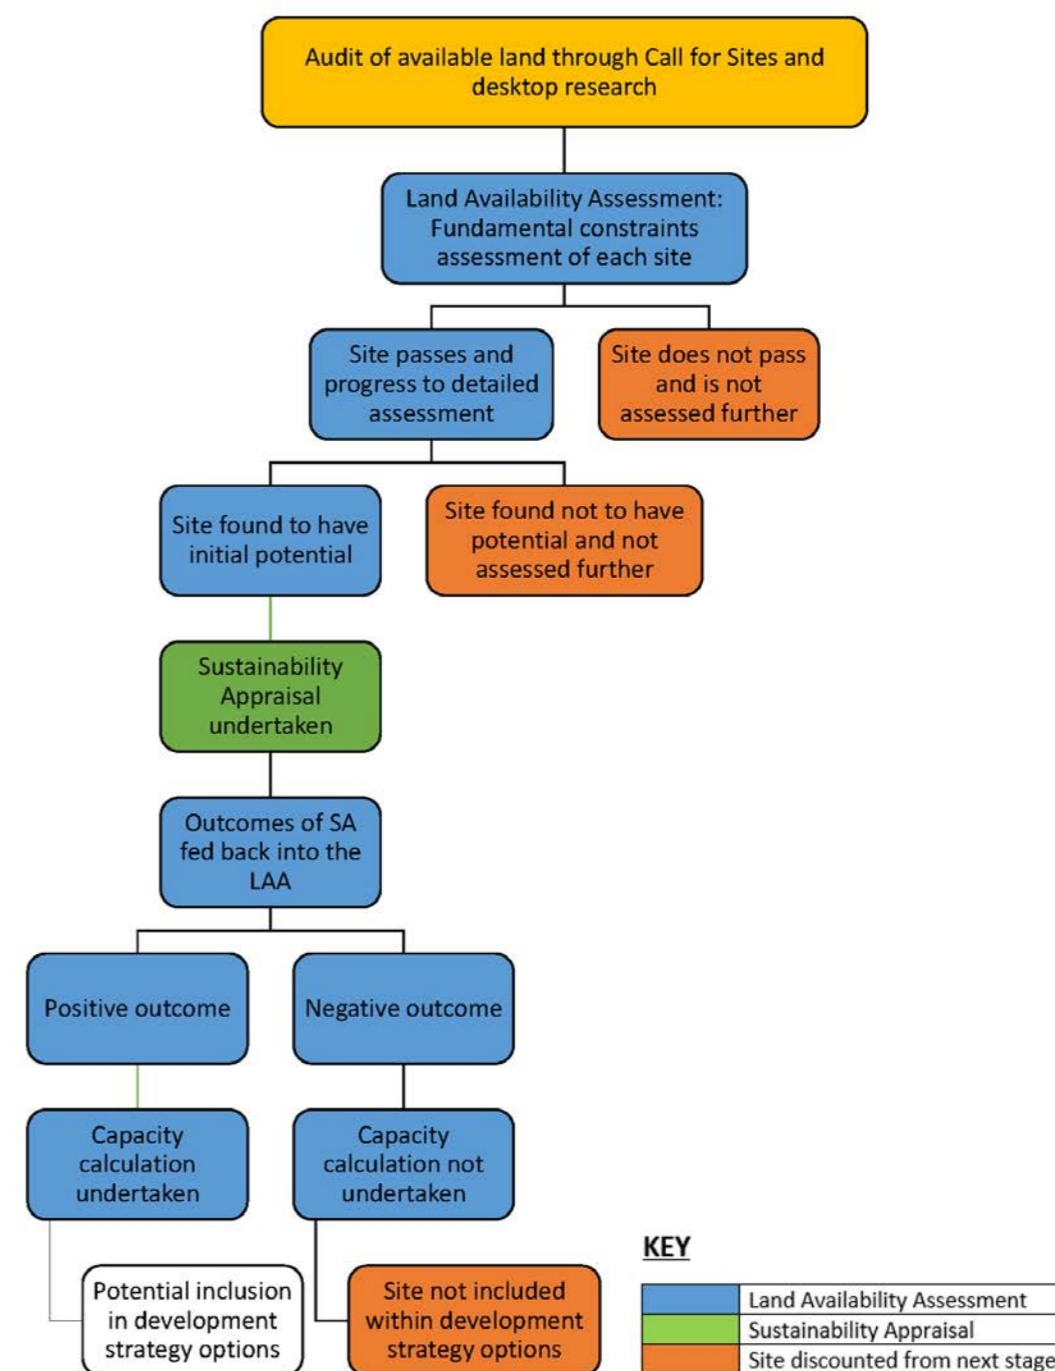 Audit of available land through Call for Sites and
desktop research
Land Availability Assessment:
Fundamental constraints
assessment of each site
Site passes and
progress to detailed
assessment
Site does not pass
and is not
assessed further
Site found to have
initial potential
Site found not to have
potential and not
assessed further
Sustainability
Appraisal
undertaken
Outcomes of SA
fed back into the
LAA
Positive outcome
Negative outcome
Capacity
calculation
undertaken
Capacity
calculation not
undertaken
Potential inclusion
in development
strategy options
Site not included
within development
strategy options
KEY
Land Availability Assessment
Sustainability Appraisal
Site discounted from next stage